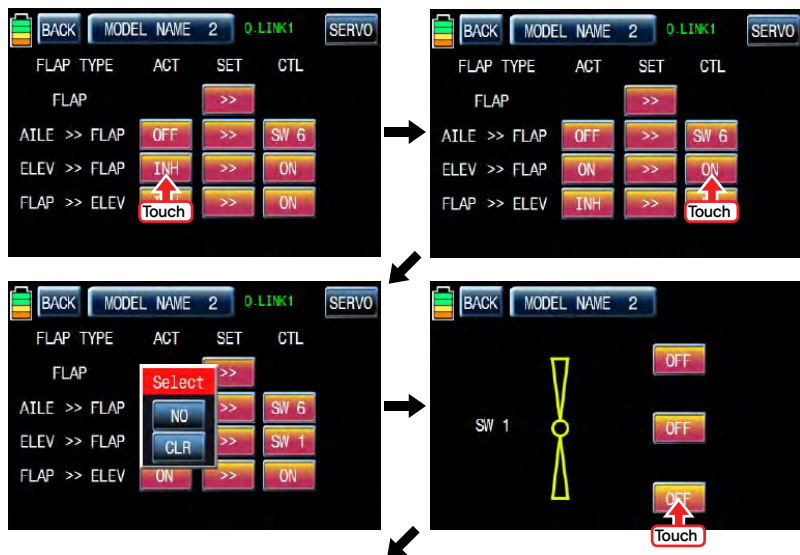 BACK MODEL NAME 2 Q-LINK1 SERVO
FLAP TYPE ACT SET CTL
FLAP >>
AILE >> FLAP OFF >> SW 6
ELEV >> FLAP INH >> ON
FLAP >> ELEV >> ON
Touch
BACK MODEL NAME 2 Q-LINK1 SERVO
FLAP TYPE ACT SET CTL
FLAP >>
AILE >> FLAP OFF >> SW 6
ELEV >> FLAP ON >> ON
FLAP >> ELEV INH >>
Touch
BACK MODEL NAME 2 Q-LINK1 SERVO
FLAP TYPE ACT SET CTL
FLAP >>
Select
AILE >> FLAP NO >> SW 6
ELEV >> FLAP CLR >> SW 1
FLAP >> ELEV ON >> ON
BACK MODEL NAME 2
OFF
SW 1 OFF
OFF
Touch